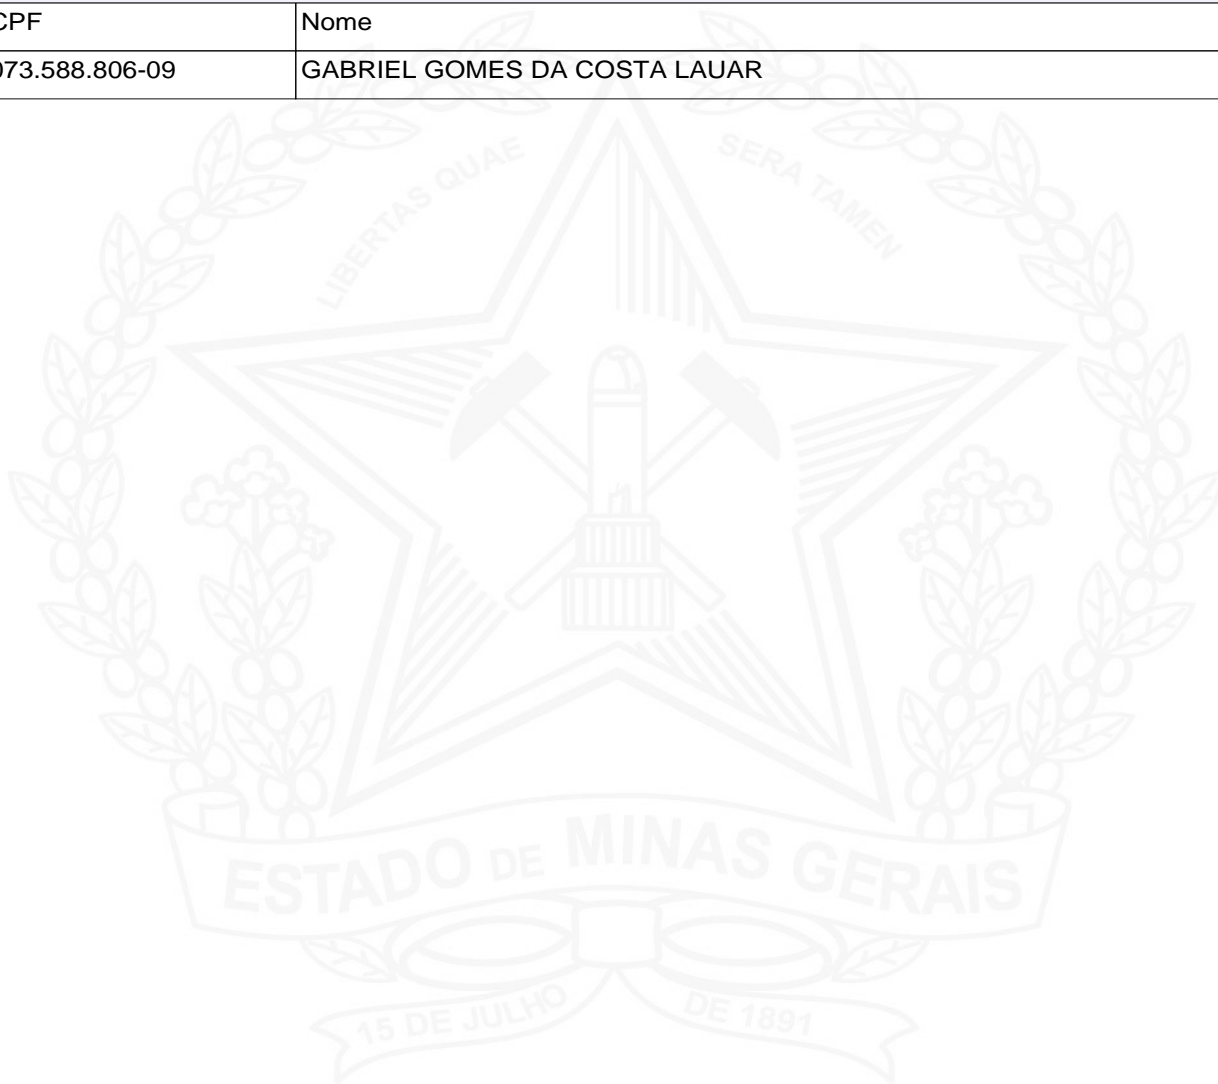 CPF Nome
073.588.806-09 GABRIEL GOMES DA COSTA LAUAR
LIBERTAS QUAE SERA TAMEN
ESTADO DE MINAS GERAIS
15 DE JULHO DE 1891